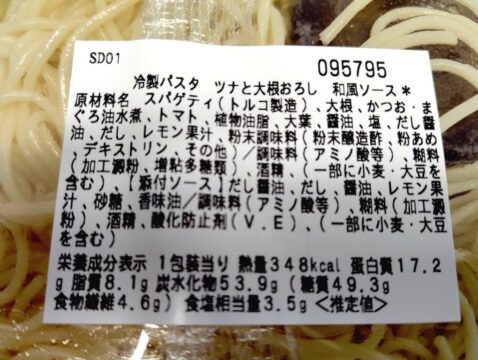 SD01
095795
冷製パスタ ツナと大根おろし 和風ソース*
原材料名 スパゲティ(トルコ製造)、大根、かつお・ま
ぐろ油水煮、トマト、植物油脂、大葉、醤油、塩、だし醤
油、だし、レモン果汁、粉末調味料(粉末醸造酢、粉あめ
、デキストリン、その他)/調味料(アミノ酸等)、糊料
(加工澱粉、増粘多糖類)、酒精、(一部に小麦・大豆を
含む)、【添付ソース】だし醤油、だし、醤油、レモン果
汁、砂糖、香味油/調味料(アミノ酸等)、糊料(加工澱
粉)、酒精、酸化防止剤(V.E)、(一部に小麦・大豆
を含む)
栄養成分表示 1包装当り 熱量348kcal 蛋白質17.2
g 脂質8.1g 炭水化物53.9g(糖質49.3g
食物繊維4.6g) 食塩相当量3.5g <推定値>